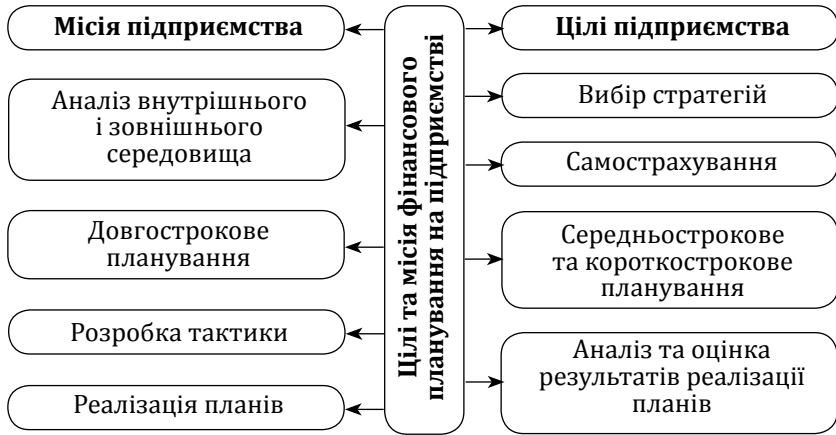 Місія підприємства
Аналіз внутрішнього
і зовнішнього
середовища
Довгострокове
планування
Розробка тактики
Реалізація планів
Цілі та місія фінансового
планування на підприємстві
Цілі підприємства
Вибір стратегій
Самострахування
Середньострокове
та короткострокове
планування
Аналіз та оцінка
результатів реалізації
планів